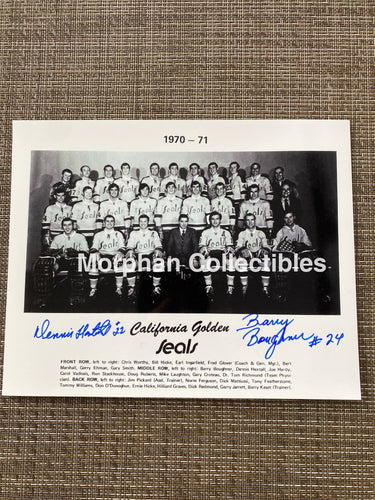 1970-71
Morphan Collectibles
Dennis Hextall 22 California Golden Barry
Seals Boughner #24
FRONT ROW, left to right: Chris Worthy, Bill Hicke, Earl Ingarfield, Fred Glover (Coach & Gen. Mgr.), Bert
Marshall, Gerry Ehman, Gary Smith. MIDDLE ROW, left to right: Barry Boughner, Dennis Hextall, Joe Hardy,
Carol Vadnais, Ron Stackhouse, Doug Roberts, Mike Laughton, Gary Croteau, Dr. Tom Richmond (Team Physi-
cian). BACK ROW, left to right: Jim Pickard (Asst. Trainer), Norm Ferguson, Dick Mattiussi, Tony Featherstone,
Tommy Williams, Don O'Donoghue, Ernie Hicke, Hilliard Graves, Dick Redmond, Gary Jarrett, Barry Keast (Trainer).